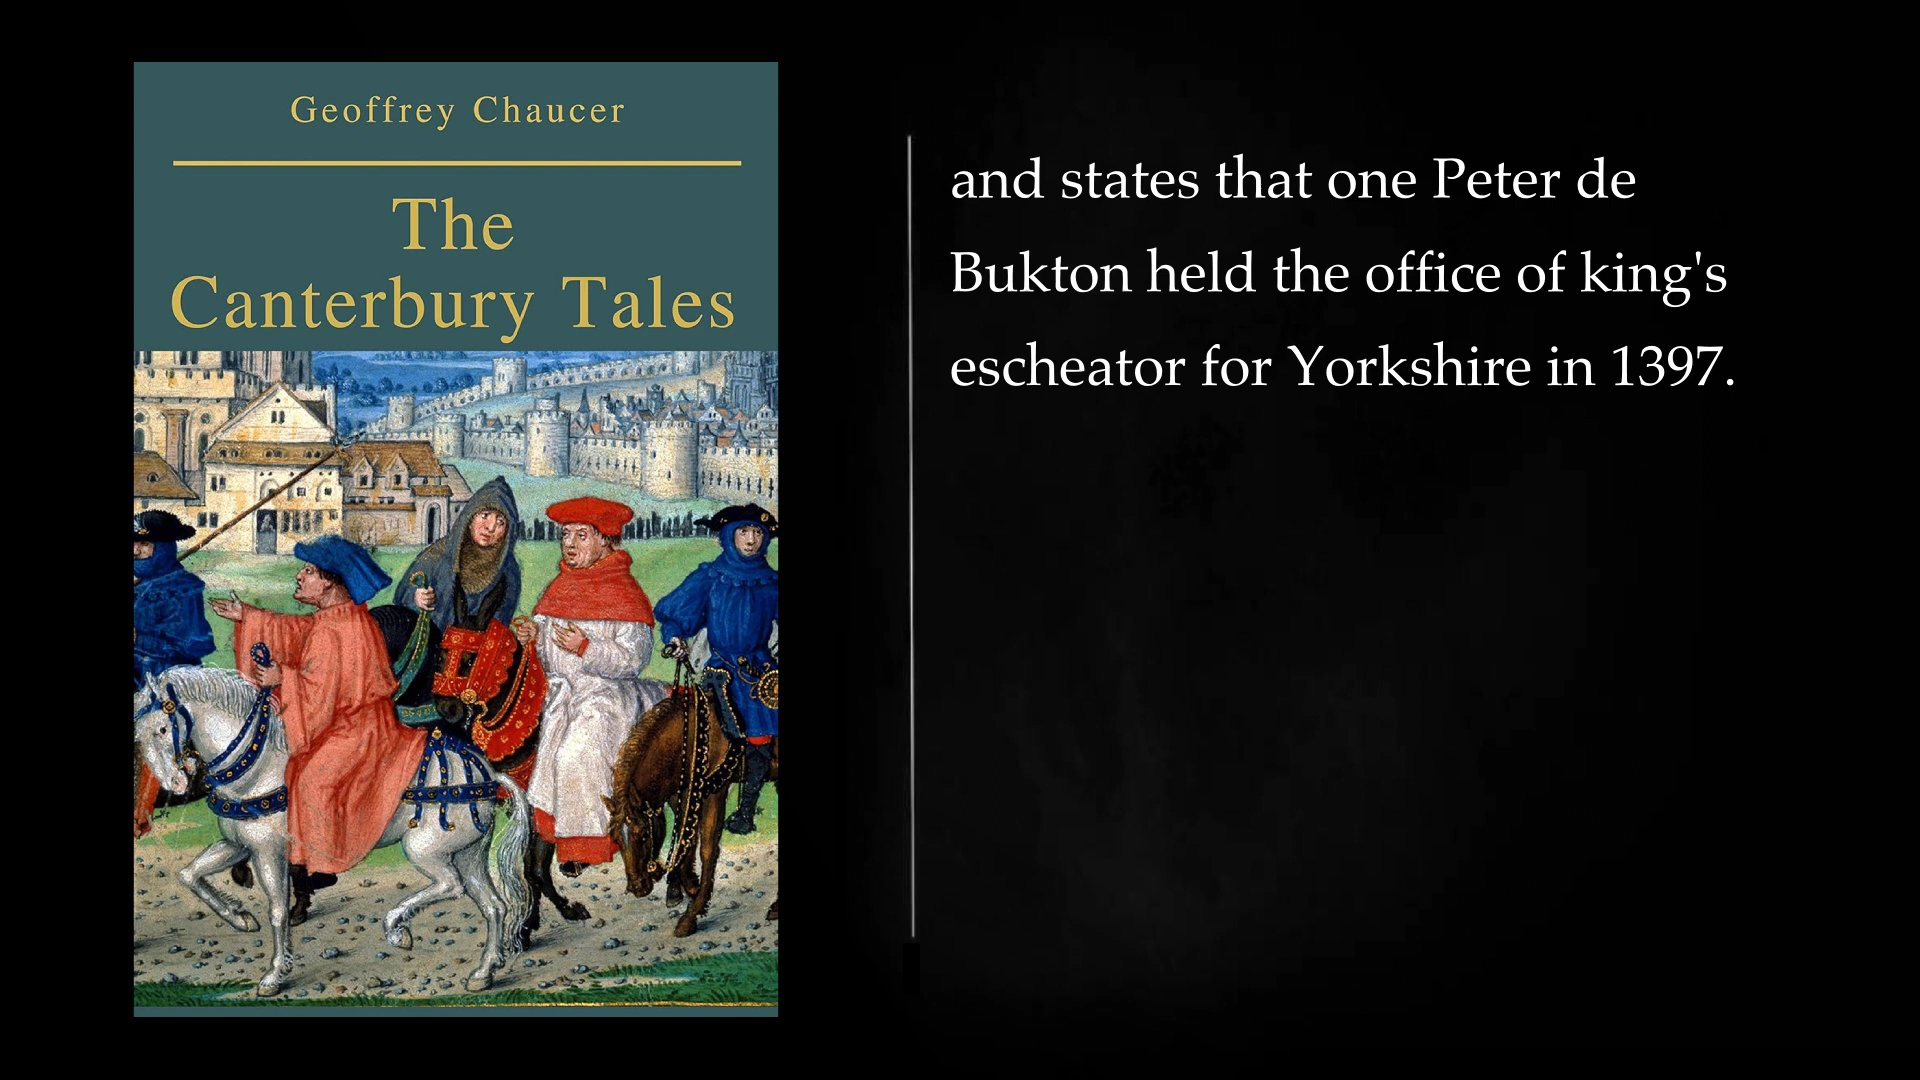 Geoffrey Chaucer
The
Canterbury Tales
and states that one Peter de
Bukton held the office of king's
escheator for Yorkshire in 1397.